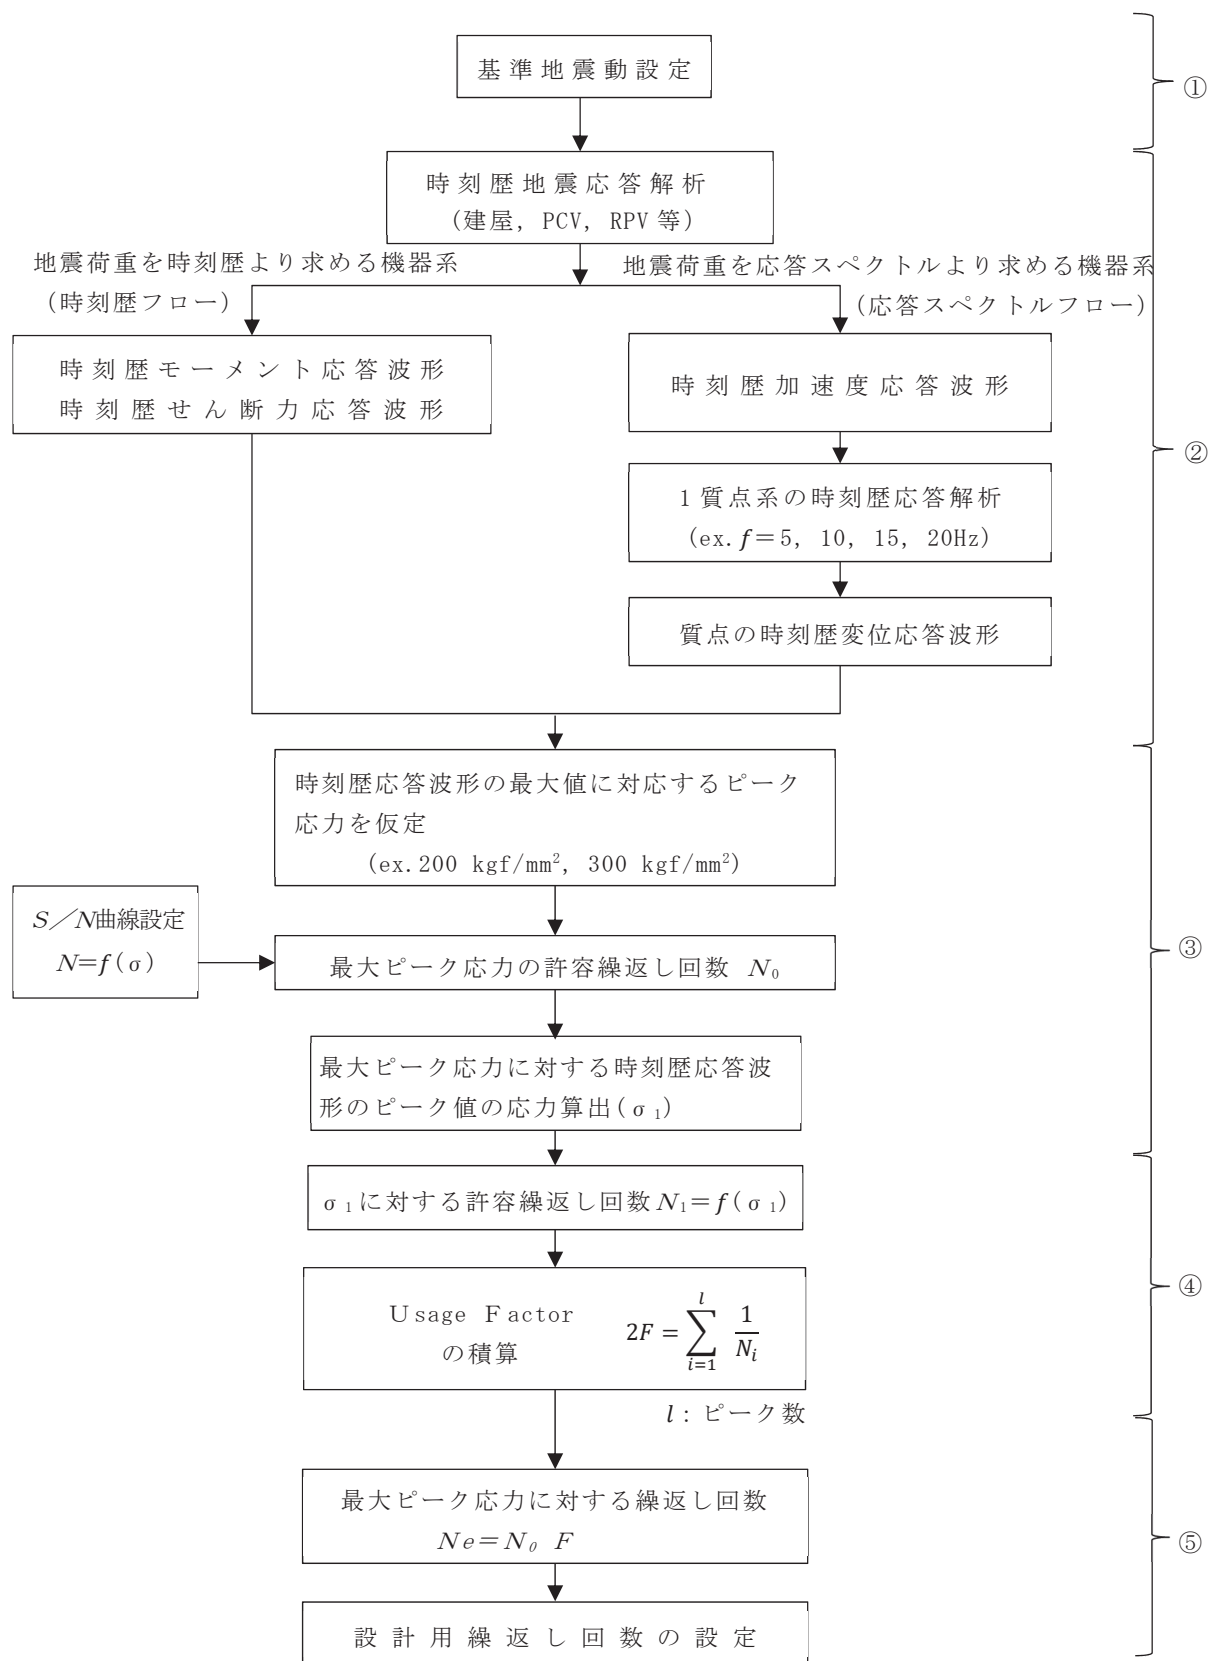 基準地震動設定
①
時刻歴地震応答解析
(建屋, PCV, RPV 等)
地震荷重を時刻歴より求める機器系
(時刻歴フロー)
地震荷重を応答スペクトルより求める機器系
(応答スペクトルフロー)
時刻歴モーメント応答波形
時刻歴せん断力応答波形
時刻歴加速度応答波形
②
1 質点系の時刻歴応答解析
(ex. f＝5, 10, 15, 20Hz)
質点の時刻歴変位応答波形
時刻歴応答波形の最大値に対応するピーク
応力を仮定
(ex. 200 kgf/mm², 300 kgf/mm²)
S／N曲線設定
N=f(σ)
最大ピーク応力の許容繰返し回数 N₀
③
最大ピーク応力に対する時刻歴応答波
形のピーク値の応力算出(σ₁)
σ₁に対する許容繰返し回数N₁＝f(σ₁)
Usage Factor
の積算
2F = \sum_{i=1}^{l} \frac{1}{N_i}
④
l: ピーク数
最大ピーク応力に対する繰返し回数
Ne＝N₀ F
⑤
設計用繰返し回数の設定